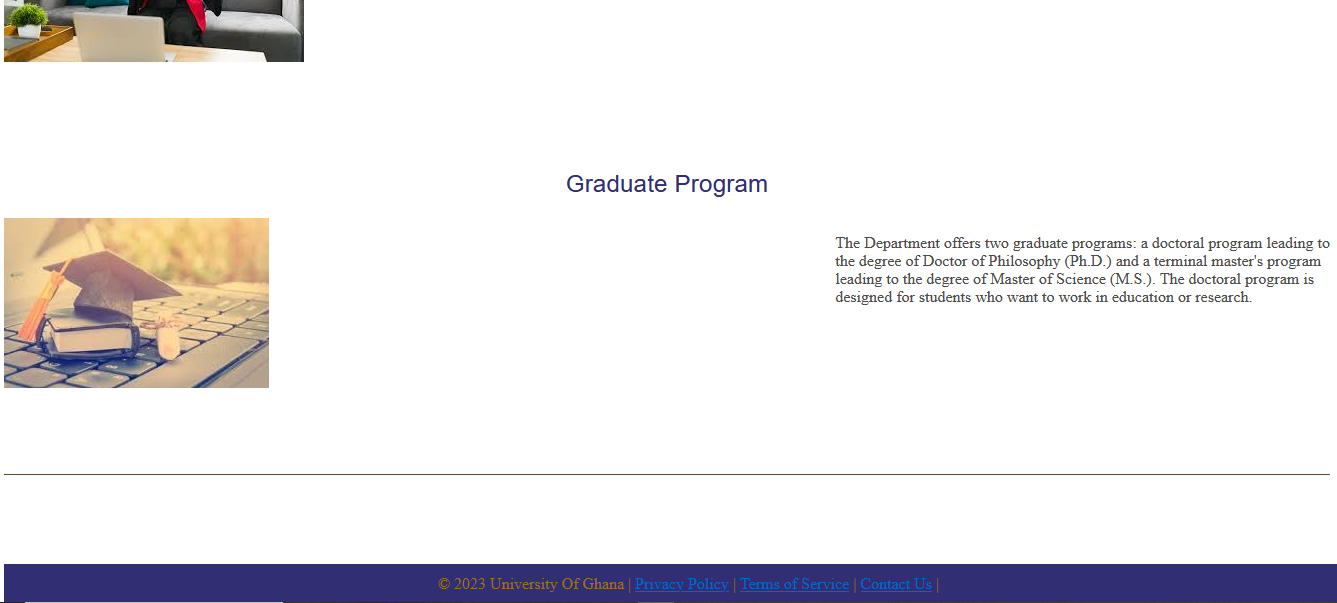 Graduate Program
The Department offers two graduate programs: a doctoral program leading to
the degree of Doctor of Philosophy (Ph.D.) and a terminal master's program
leading to the degree of Master of Science (M.S.). The doctoral program is
designed for students who want to work in education or research.
© 2023 University Of Ghana | Privacy Policy | Terms of Service | Contact Us |